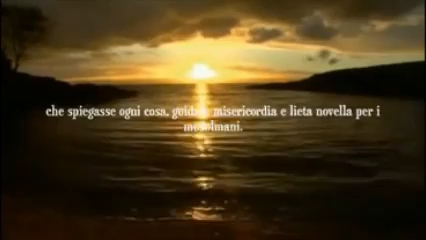 che spiegasse ogni cosa, guida e misericordia e lieta novella per i
musulmani.